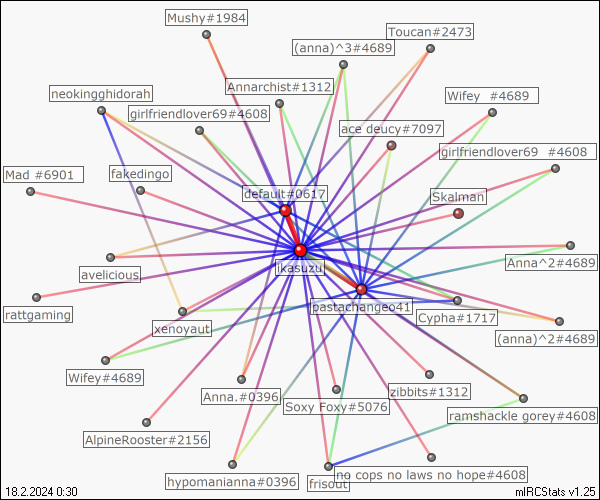 Mushy#1984
Toucan#2473
(anna)^3#4689
Annarchist#1312
neokingghidorah
Wifey  #4689
girlfriendlover69#4608
ace deucy#7097
girlfriendlover69  #4608
Mad #6901
fakedingo
default#0617
Skalman
Anna^2#4689
ikasuzu
avelicious
pastachangeo41
rattgaming
Cypha#1717
xenoyaut
(anna)^2#4689
Wifey#4689
zibbits#1312
Anna.#0396
Soxy Foxy#5076
ramshackle gorey#4608
AlpineRooster#2156
no cops no laws no hope#4608
hypomanianna#0396
frisout
18.2.2024 0:30
mIRCStats v1.25